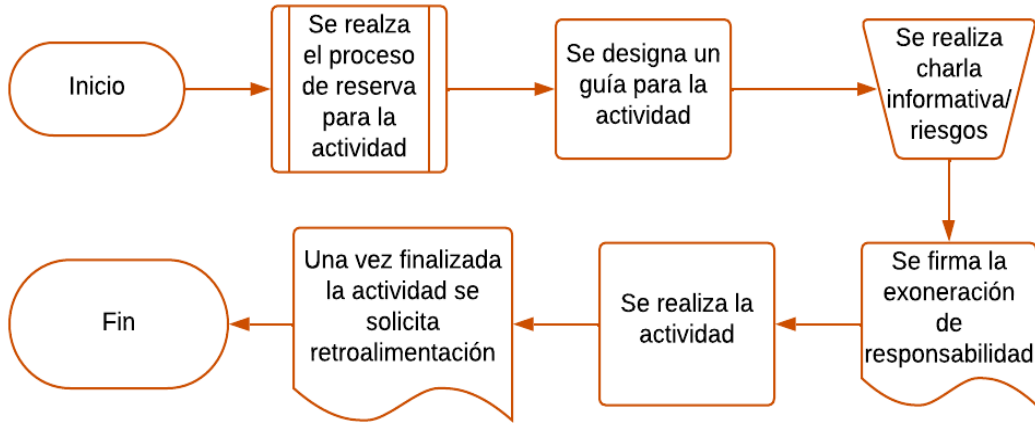 Inicio
Se realza
el proceso
de reserva
para la
actividad
Se designa un
guía para la
actividad
Se realiza
charla
informativa/
riesgos
Se firma la
exoneración
de
responsabilidad
Se realiza la
actividad
Una vez finalizada
la actividad se
solicita
retroalimentación
Fin